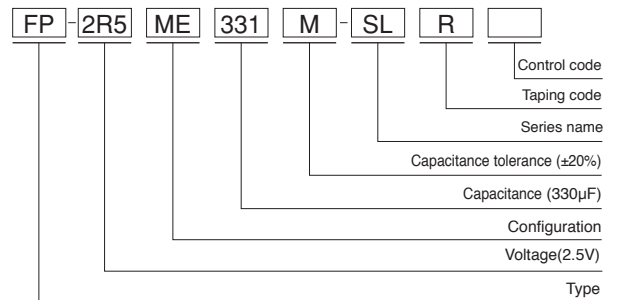 FP-2R5 ME 331 M-SL R
Control code
Taping code
Series name
Capacitance tolerance (±20%)
Capacitance (330µF)
Configuration
Voltage(2.5V)
Type